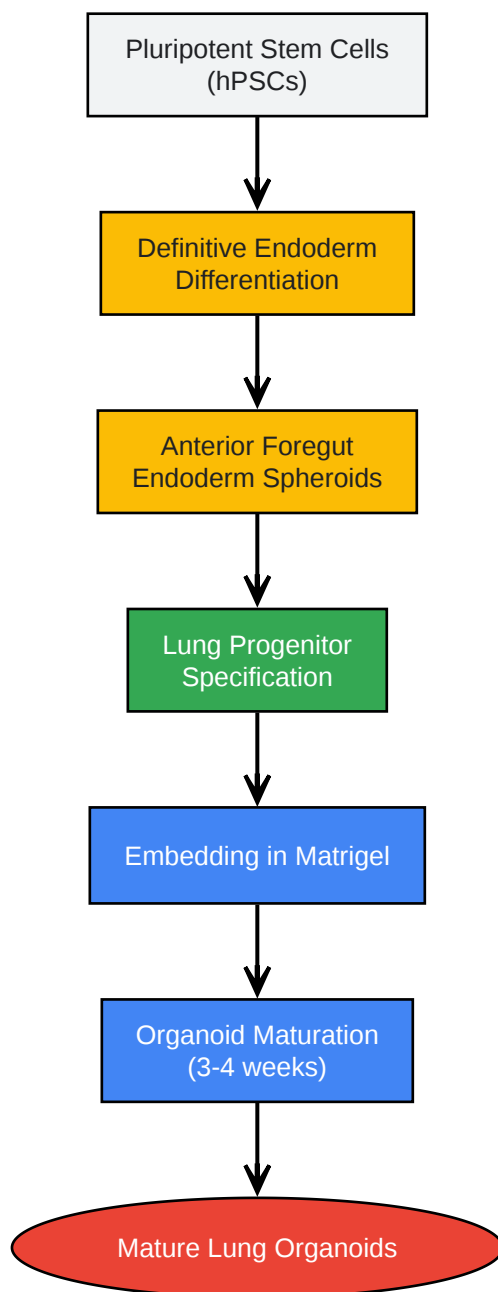 Pluripotent Stem Cells
(hPSCs)
Definitive Endoderm
Differentiation
Anterior Foregut
Endoderm Spheroids
Lung Progenitor
Specification
Embedding in Matrigel
Organoid Maturation
(3-4 weeks)
Mature Lung Organoids